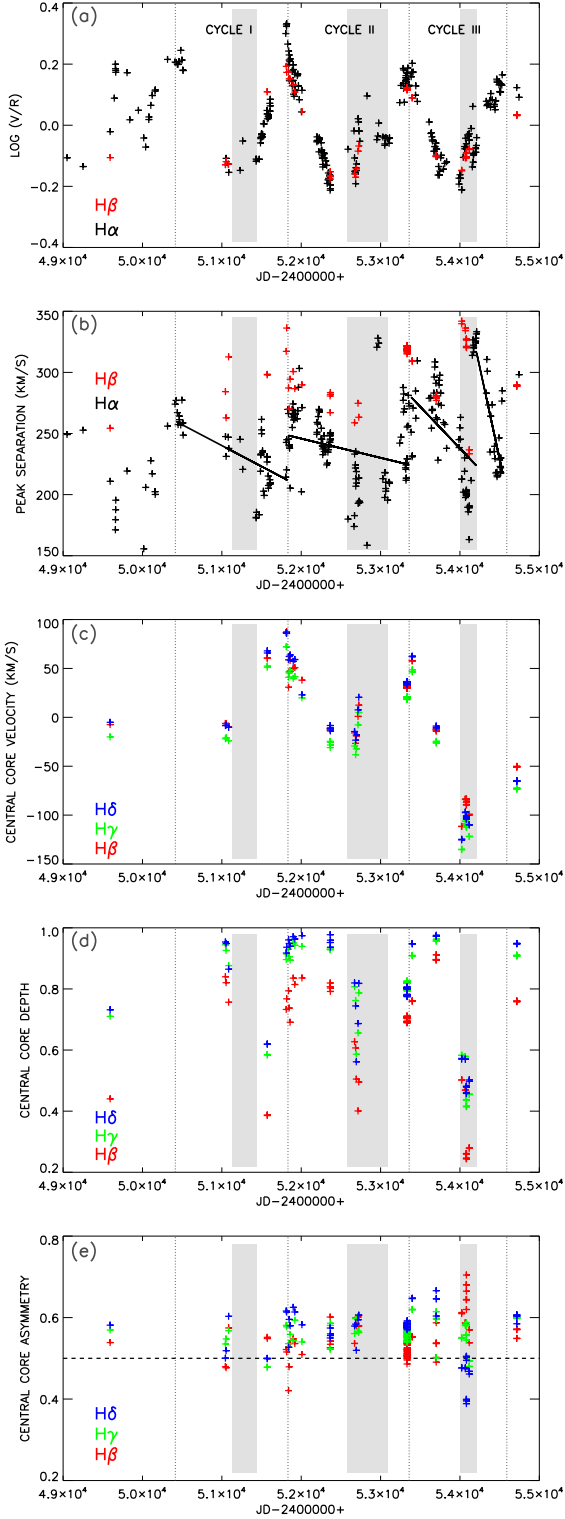 (a)
CYCLE I
CYCLE II
CYCLE III
0.4
0.2
0.0
−0.2
−0.4
LOG (V/R)
Hβ
Hα
4.9×10⁴
5.0×10⁴
5.1×10⁴
5.2×10⁴
5.3×10⁴
5.4×10⁴
5.5×10⁴
JD−2400000+
(b)
350
300
250
200
150
PEAK SEPARATION (KM/S)
Hβ
Hα
4.9×10⁴
5.0×10⁴
5.1×10⁴
5.2×10⁴
5.3×10⁴
5.4×10⁴
5.5×10⁴
JD−2400000+
(c)
100
50
0
−50
−100
−150
CENTRAL CORE VELOCITY (KM/S)
Hδ
Hγ
Hβ
4.9×10⁴
5.0×10⁴
5.1×10⁴
5.2×10⁴
5.3×10⁴
5.4×10⁴
5.5×10⁴
JD−2400000+
(d)
1.0
0.8
0.6
0.4
0.2
CENTRAL CORE DEPTH
Hδ
Hγ
Hβ
4.9×10⁴
5.0×10⁴
5.1×10⁴
5.2×10⁴
5.3×10⁴
5.4×10⁴
5.5×10⁴
JD−2400000+
(e)
0.8
0.6
0.4
0.2
CENTRAL CORE ASYMMETRY
Hδ
Hγ
Hβ
4.9×10⁴
5.0×10⁴
5.1×10⁴
5.2×10⁴
5.3×10⁴
5.4×10⁴
5.5×10⁴
JD−2400000+